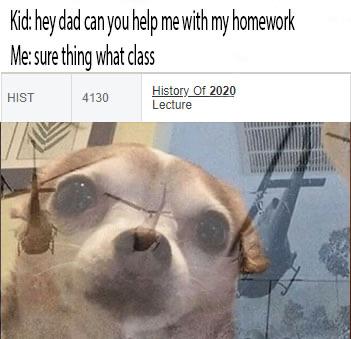 Kid: hey dad can you help me with my homework
Me: sure thing what class
HIST 4130 History Of 2020
Lecture